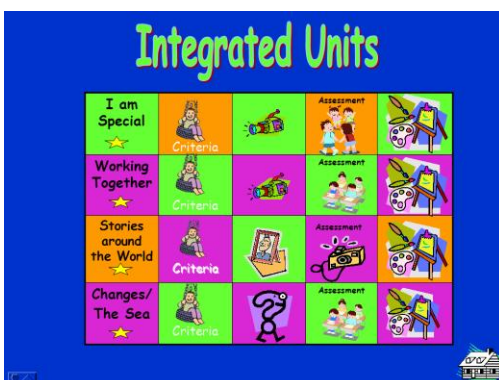 Integrated Units
I am
Special
Criteria
Assessment
Working
Together
Criteria
Assessment
Stories
around
the World
Criteria
Assessment
Changes/
The Sea
Criteria
Assessment